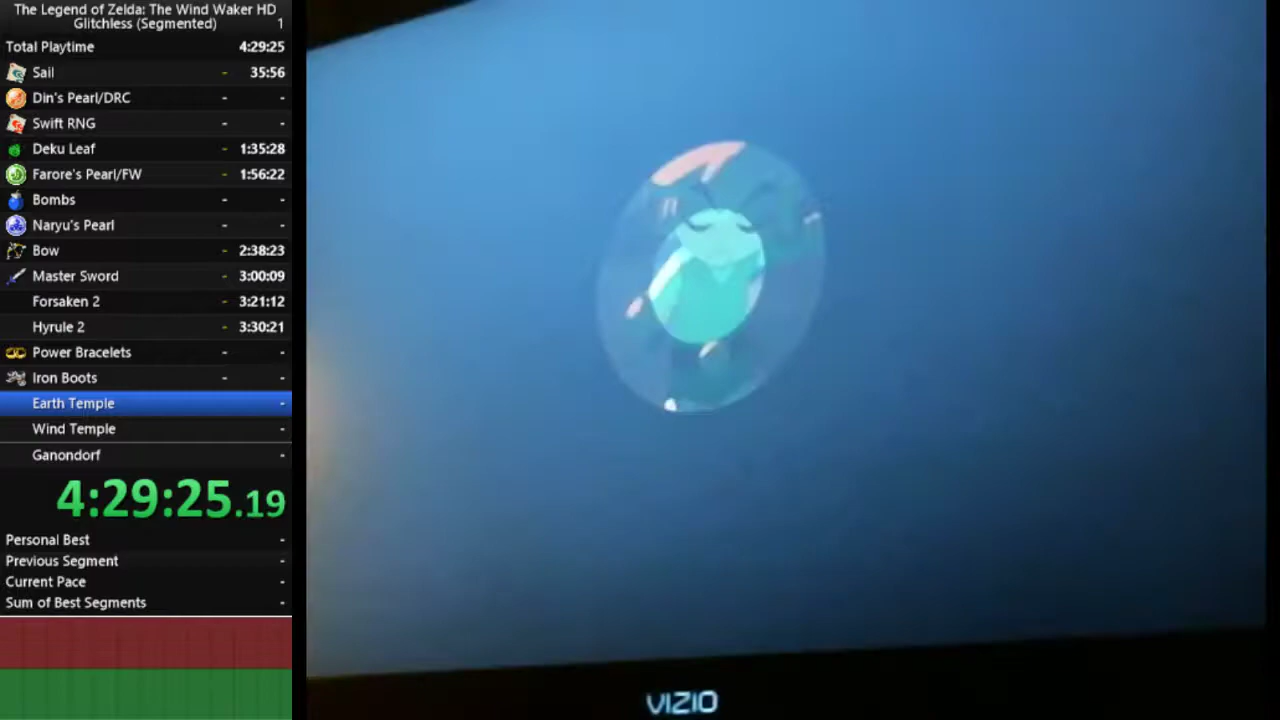 The Legend of Zelda: The Wind Waker HD
Glitchless (Segmented) 1
Total Playtime 4:29:25
Sail - 35:56
Din's Pearl/DRC - -
Swift RNG - -
Deku Leaf - 1:35:28
Farore's Pearl/FW - 1:56:22
Bombs - -
Naryu's Pearl - -
Bow - 2:38:23
Master Sword - 3:00:09
Forsaken 2 - 3:21:12
Hyrule 2 - 3:30:21
Power Bracelets - -
Iron Boots - -
Earth Temple -
Wind Temple -
Ganondorf -
4:29:25.19
Personal Best -
Previous Segment -
Current Pace -
Sum of Best Segments -
VIZIO